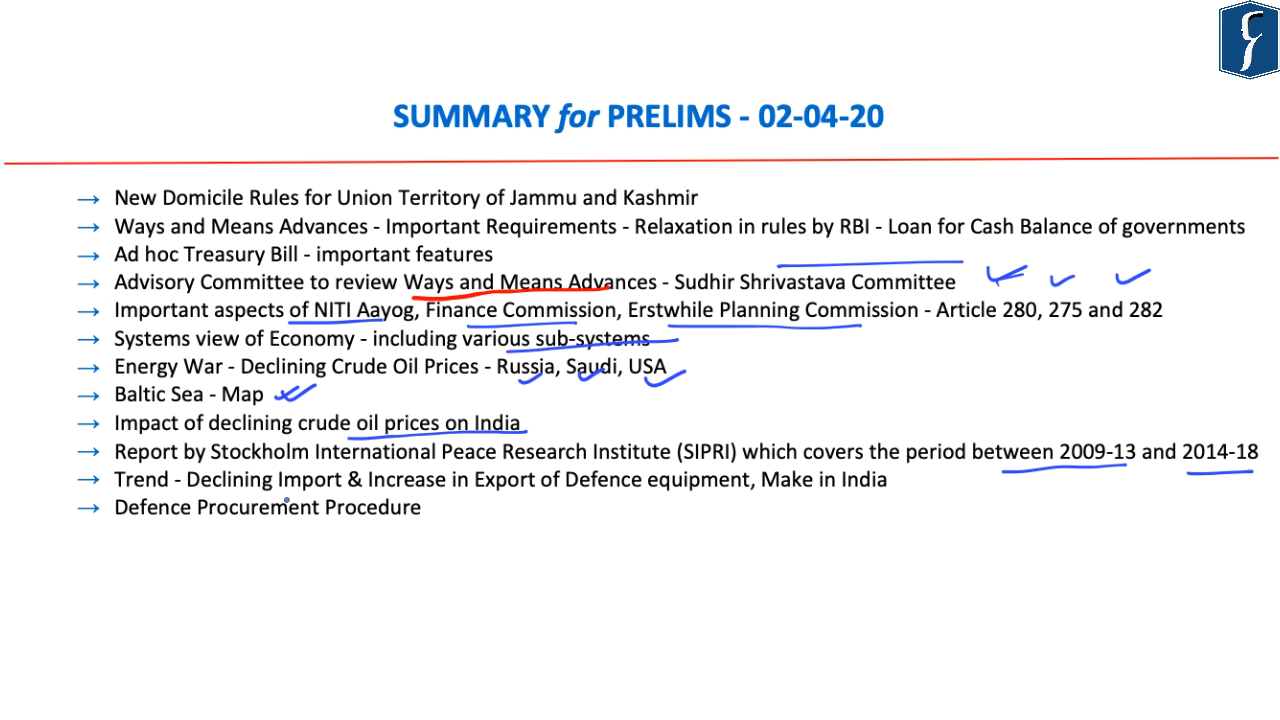 SUMMARY for PRELIMS - 02-04-20
→ New Domicile Rules for Union Territory of Jammu and Kashmir
→ Ways and Means Advances - Important Requirements - Relaxation in rules by RBI - Loan for Cash Balance of governments
→ Ad hoc Treasury Bill - important features
→ Advisory Committee to review Ways and Means Advances - Sudhir Shrivastava Committee
→ Important aspects of NITI Aayog, Finance Commission, Erstwhile Planning Commission - Article 280, 275 and 282
→ Systems view of Economy - including various sub-systems
→ Energy War - Declining Crude Oil Prices - Russia, Saudi, USA
→ Baltic Sea - Map
→ Impact of declining crude oil prices on India
→ Report by Stockholm International Peace Research Institute (SIPRI) which covers the period between 2009-13 and 2014-18
→ Trend - Declining Import & Increase in Export of Defence equipment, Make in India
→ Defence Procurement Procedure